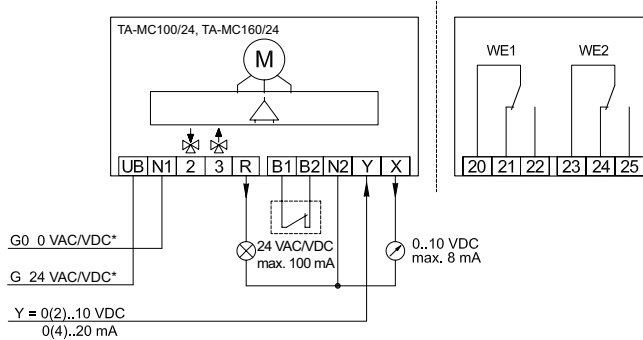 TA-MC100/24, TA-MC160/24
M
WE1 WE2
UB N1 2 3 R B1 B2 N2 Y X
20 21 22 23 24 25
G0 0 VAC/VDC*
24 VAC/VDC
max. 100 mA
0..10 VDC
max. 8 mA
G 24 VAC/VDC*
Y = 0(2)..10 VDC
0(4)..20 mA